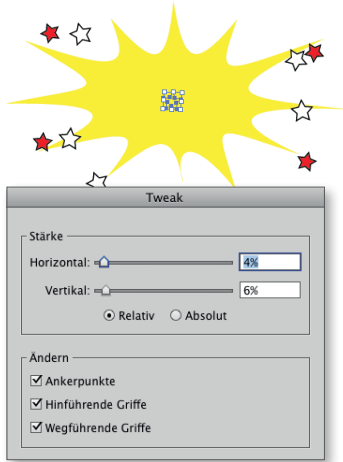 Tweak
Stärke
Horizontal: 4%
Vertikal: 6%
Relativ Absolut
Ändern
Ankerpunkte
Hinführende Griffe
Wegführende Griffe